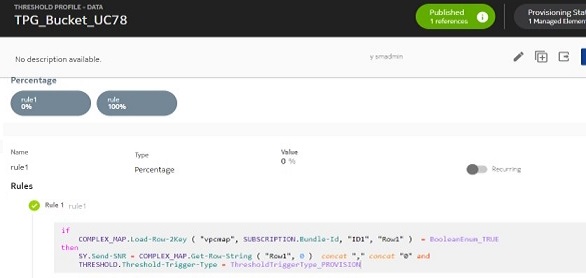 THRESHOLD PROFILE - DATA
TPG_Bucket_UC78
Published
1 references
Provisioning Stat
1 Managed Elemen
No description available.
y smadmin
Percentage
rule1
0%
rule
100%
Name
Type
Value
rule1
Percentage
0 %
Recurring
Rules
Rule 1 rule1
if
COMPLEX_MAP.Load-Row-2Key ( "vpcmap", SUBSCRIPTION.Bundle-Id, "ID1", "Row1" ) = BooleanEnum_TRUE
then
SY.Send-SNR = COMPLEX_MAP.Get-Row-String ( "Row1", 0 ) concat "," concat "0" and
THRESHOLD.Threshold-Trigger-Type = ThresholdTriggerType_PROVISION